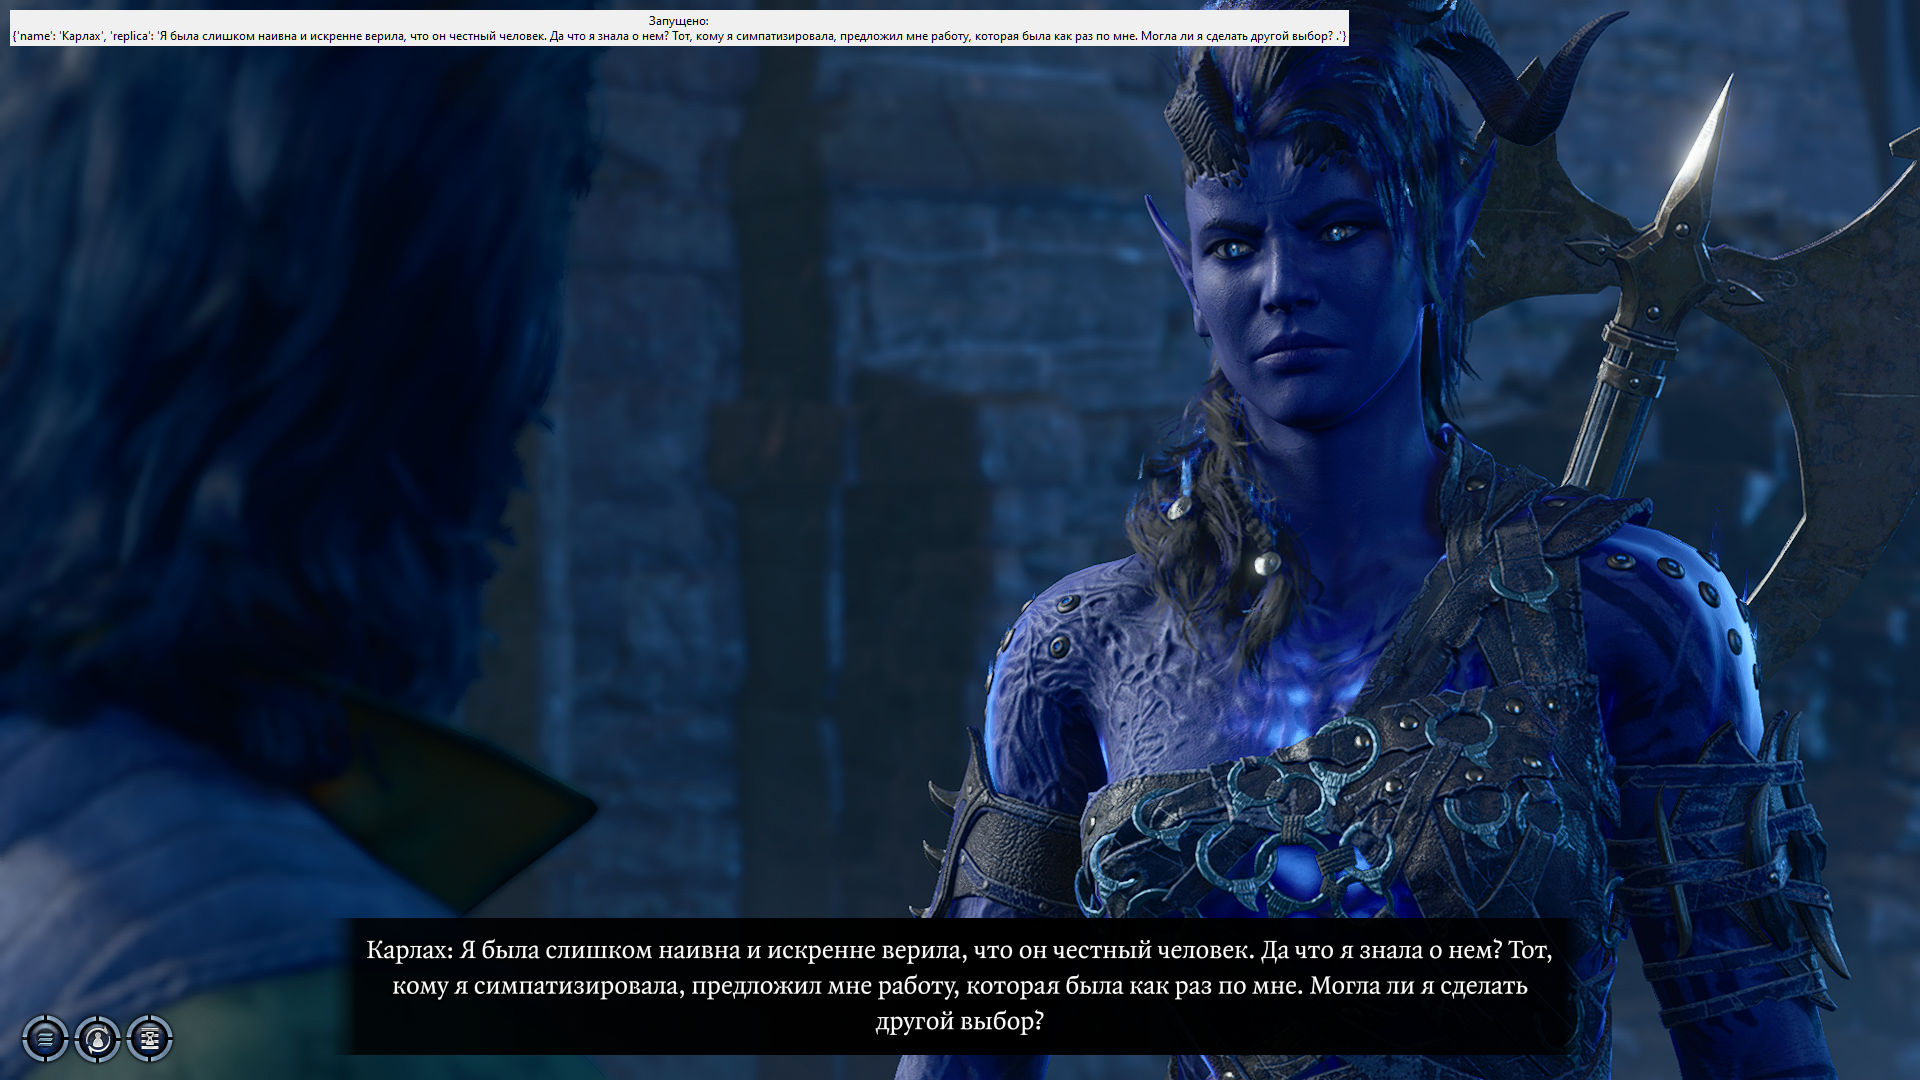 Запущено:
{'name': 'Карлах', 'replica': 'Я была слишком наивна и искренне верила, что он честный человек. Да что я знала о нем? Тот, кому я симпатизировала, предложил мне работу, которая была как раз по мне. Могла ли я сделать другой выбор? .'}
Карлах: Я была слишком наивна и искренне верила, что он честный человек. Да что я знала о нем? Тот,
кому я симпатизировала, предложил мне работу, которая была как раз по мне. Могла ли я сделать
другой выбор?